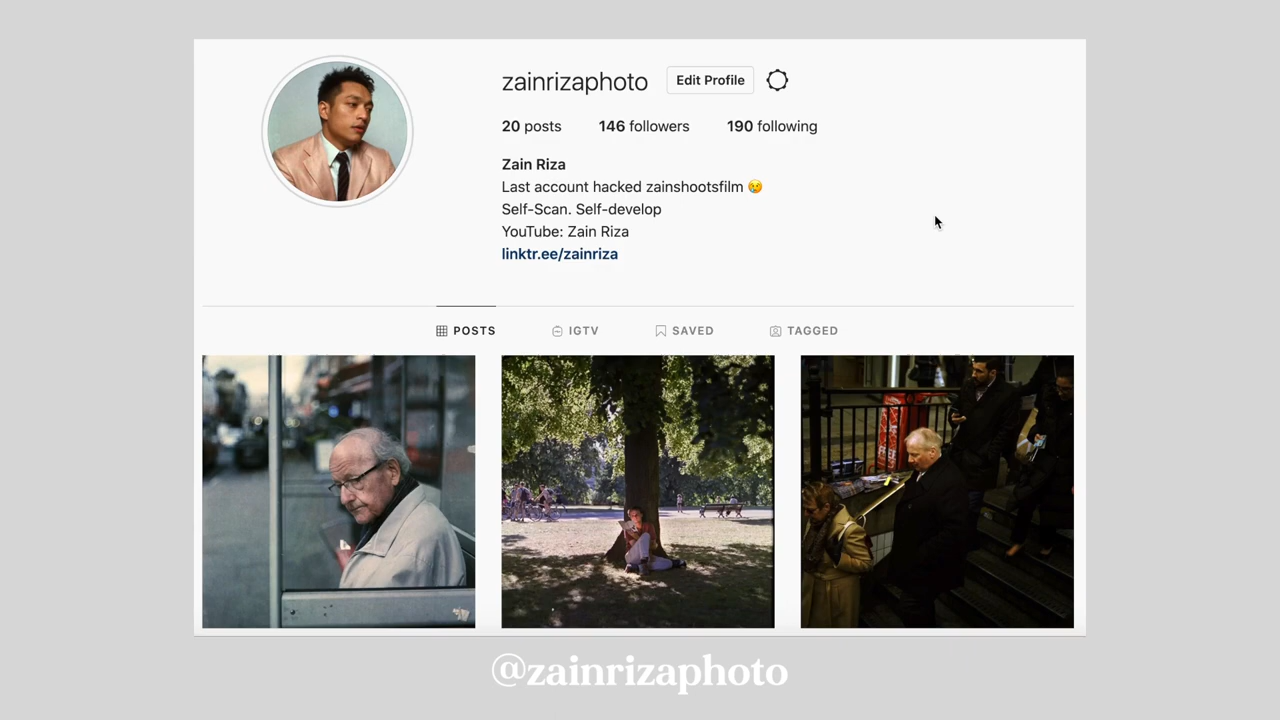 zainrizaphoto Edit Profile
20 posts 146 followers 190 following
Zain Riza
Last account hacked zainshootsfilm 😢
Self-Scan. Self-develop
YouTube: Zain Riza
linktr.ee/zainriza
POSTS IGTV SAVED TAGGED
@zainrizaphoto